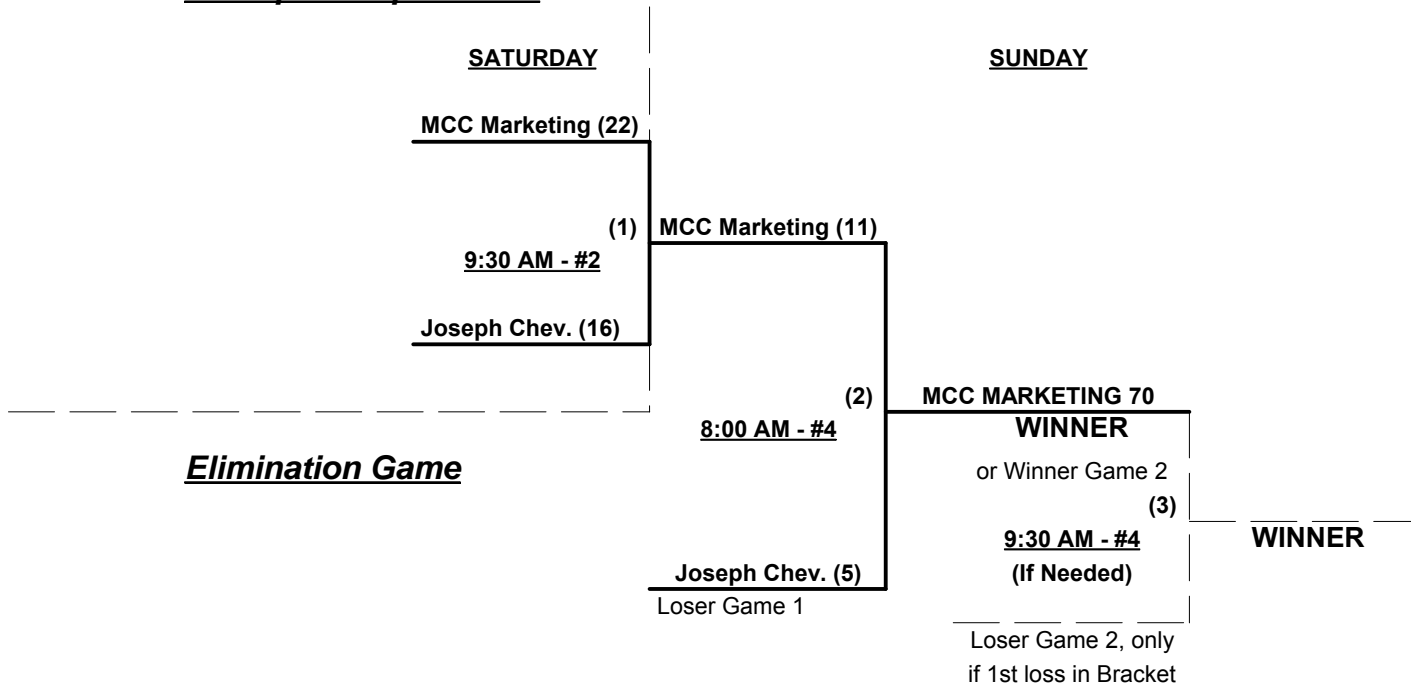 SATURDAY
SUNDAY
MCC Marketing (22)
(1)
MCC Marketing (11)
9:30 AM - #2
Joseph Chev. (16)
(2)
MCC MARKETING 70
8:00 AM - #4
WINNER
Elimination Game
or Winner Game 2
(3)
9:30 AM - #4
WINNER
Joseph Chev. (5)
(If Needed)
Loser Game 1
Loser Game 2, only
if 1st loss in Bracket